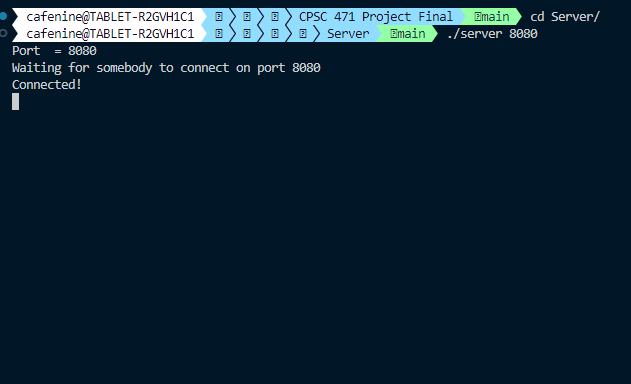 cafenine@TABLET-R2GVH1C1 CPSC 471 Project Final main cd Server/
cafenine@TABLET-R2GVH1C1 Server main ./server 8080
Port  = 8080
Waiting for somebody to connect on port 8080
Connected!